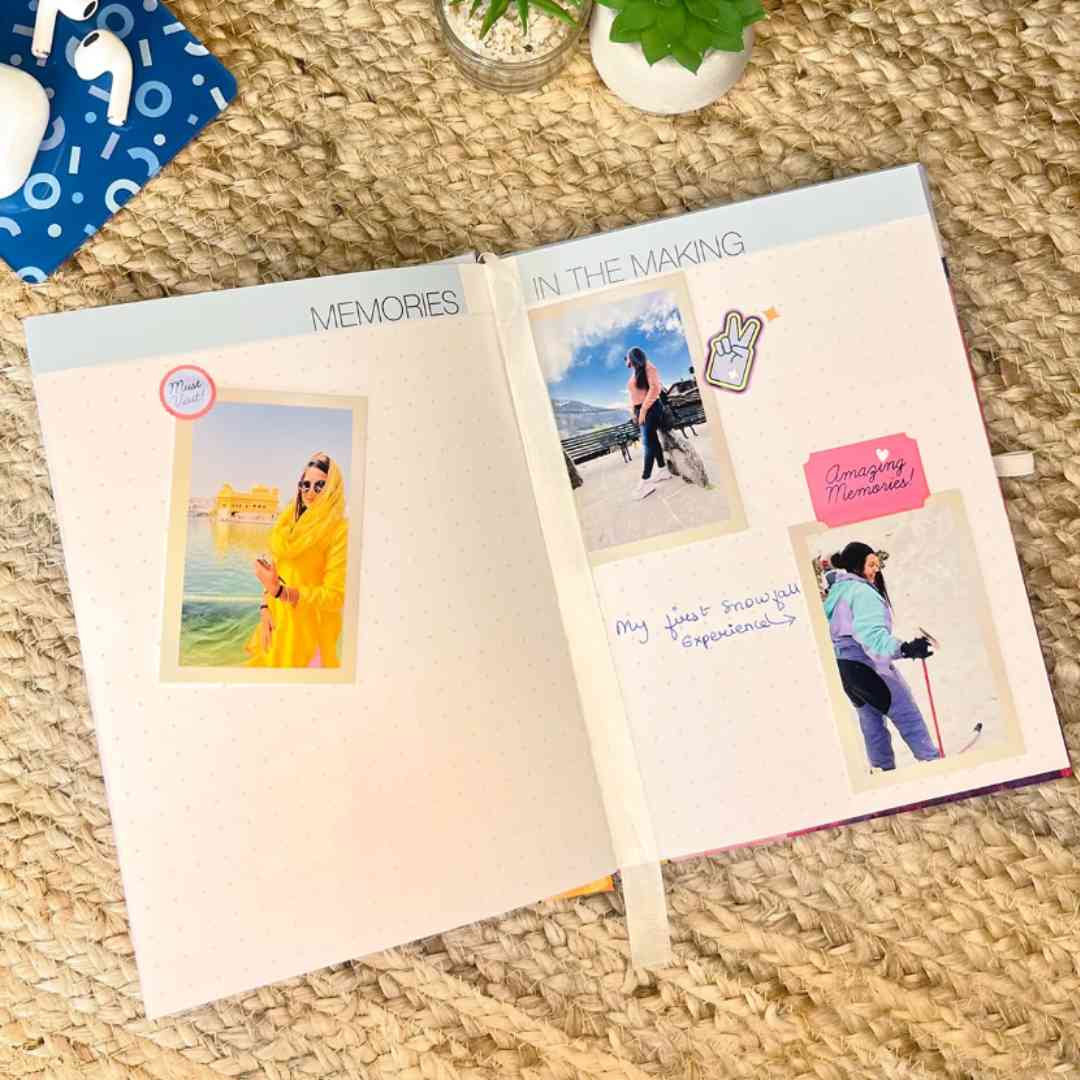 MEMORIES
IN THE MAKING
Must
Visit!
Amazing
Memories!
My first Snowfall
Experience